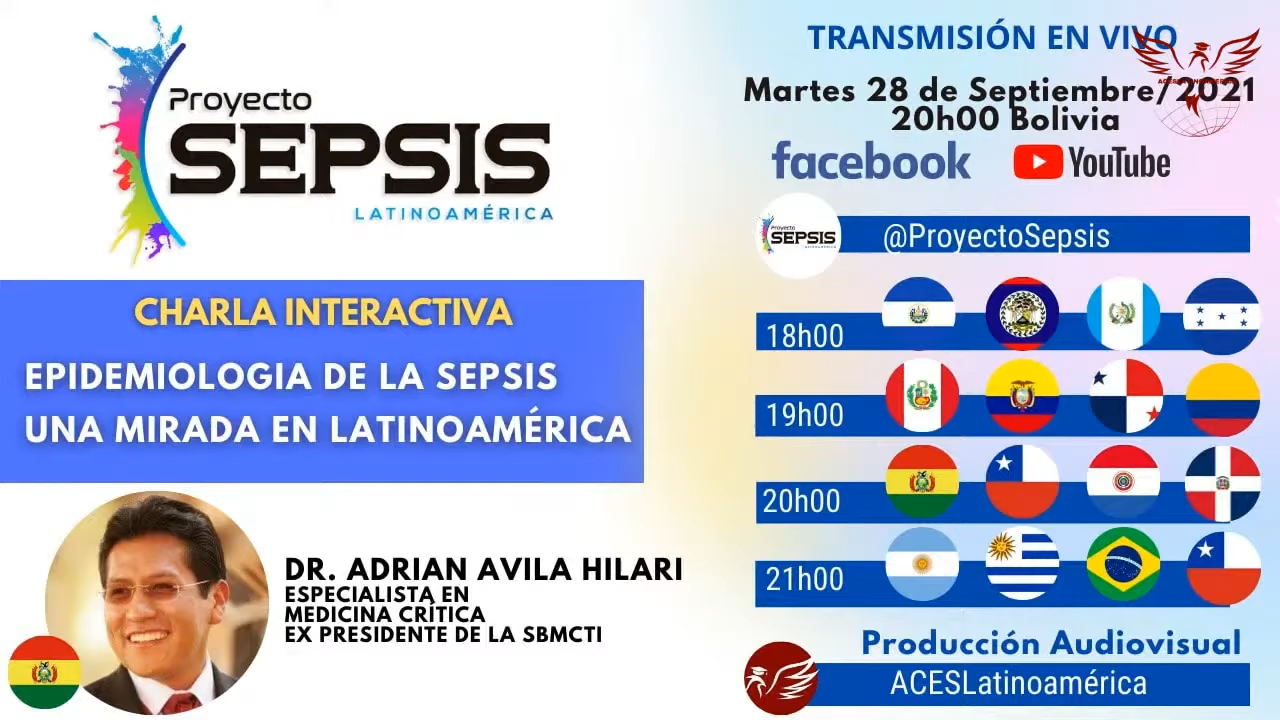 Proyecto
SEPSIS
LATINOAMÉRICA
CHARLA INTERACTIVA
EPIDEMIOLOGIA DE LA SEPSIS
UNA MIRADA EN LATINOAMÉRICA
DR. ADRIAN AVILA HILARI
ESPECIALISTA EN
MEDICINA CRÍTICA
EX PRESIDENTE DE LA SBMCTI
TRANSMISIÓN EN VIVO
Martes 28 de Septiembre/2021
20h00 Bolivia
facebook
YouTube
Proyecto
SEPSIS
@ProyectoSepsis
18h00
19h00
20h00
21h00
Producción Audiovisual
ACESLatinoamérica